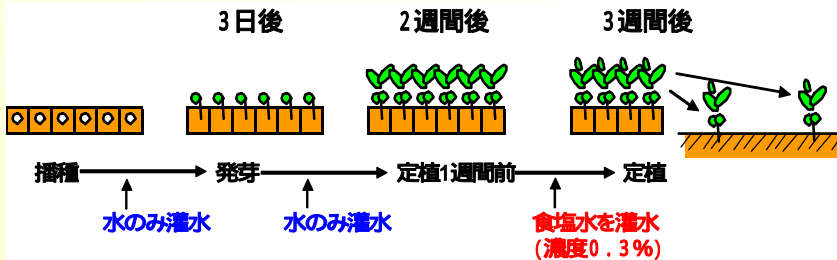 3日後
2週間後
3週間後
播種
発芽
定植1週間前
定植
水のみ灌水
水のみ灌水
食塩水を灌水
(濃度0.3%)